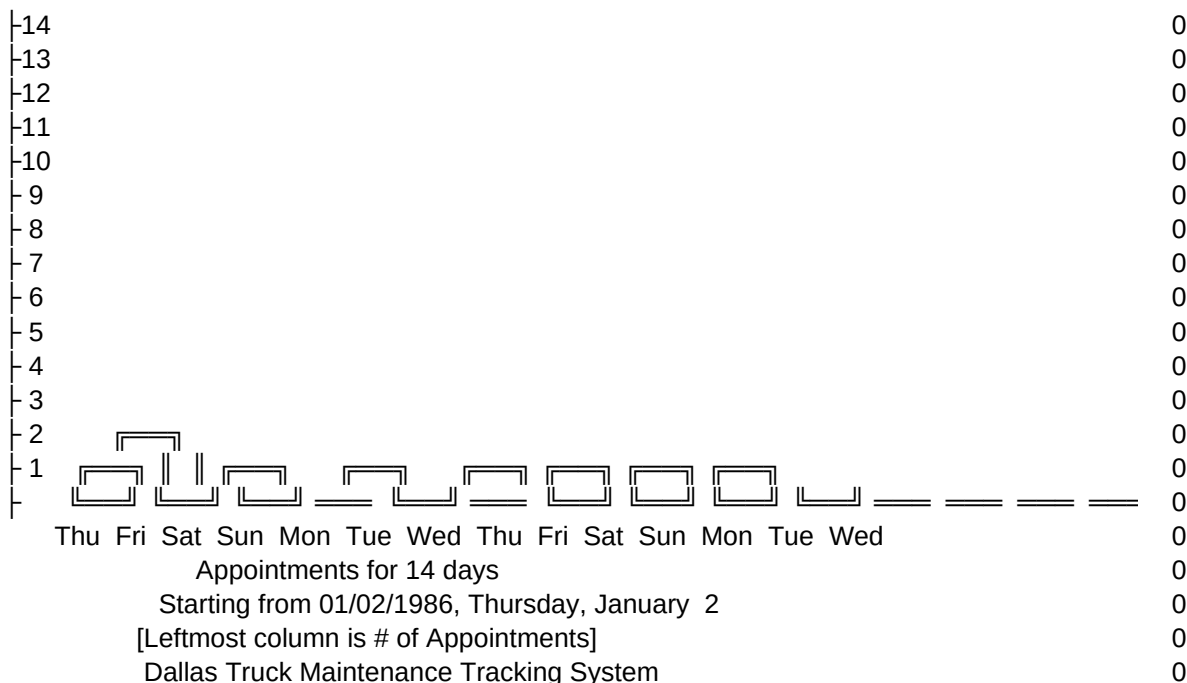 ├14 0
├13 0
├12 0
├11 0
├10 0
├ 9 0
├ 8 0
├ 7 0
├ 6 0
├ 5 0
├ 4 0
├ 3 0
├ 2 ╔══╗ 0
├ 1 ╔══╗ ║ ║ ╔══╗ ╔══╗ ╔══╗ ╔══╗ ╔══╗ ╔══╗ 0
├ ╚══╝ ╚══╝ ╚══╝ ═══ ╚══╝ ═══ ╚══╝ ╚══╝ ╚══╝ ╚══╝ ═══ ═══ ═══ ═══ 0
Thu Fri Sat Sun Mon Tue Wed Thu Fri Sat Sun Mon Tue Wed 0
Appointments for 14 days 0
Starting from 01/02/1986, Thursday, January 2 0
[Leftmost column is # of Appointments] 0
Dallas Truck Maintenance Tracking System 0